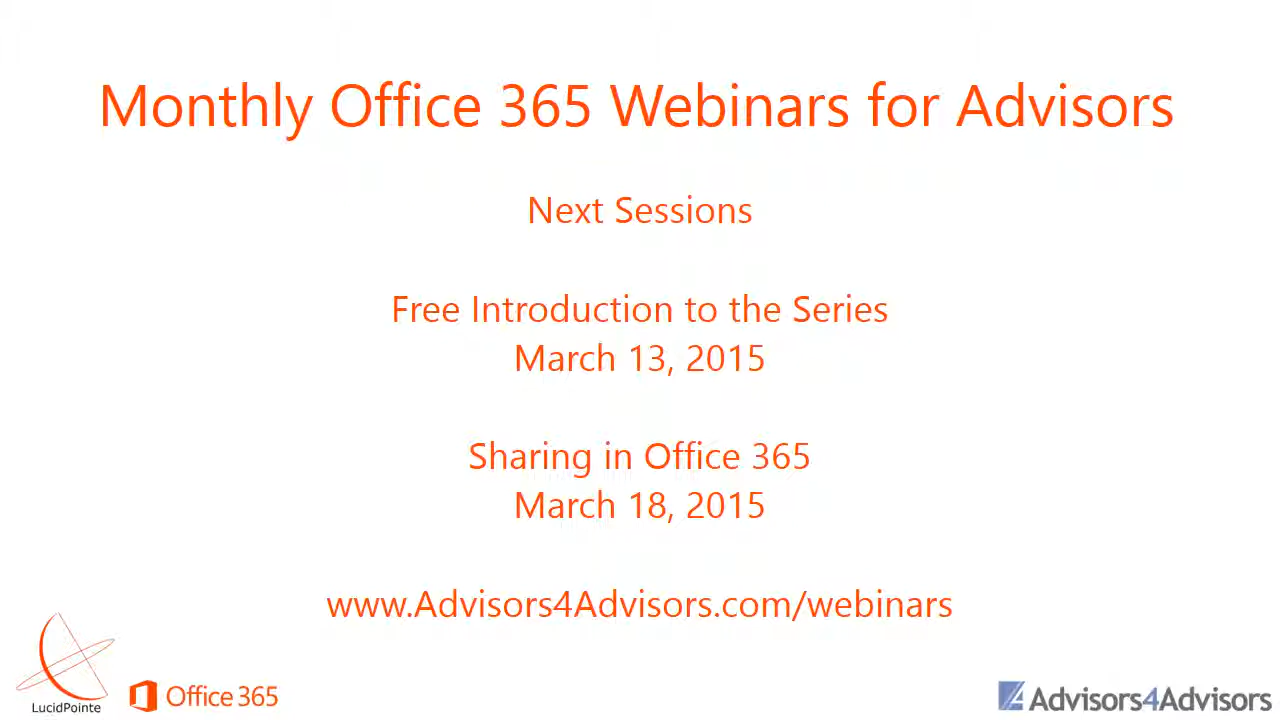 Monthly Office 365 Webinars for Advisors
Next Sessions
Free Introduction to the Series
March 13, 2015
Sharing in Office 365
March 18, 2015
www.Advisors4Advisors.com/webinars
LucidPointe
Office 365
Advisors4Advisors